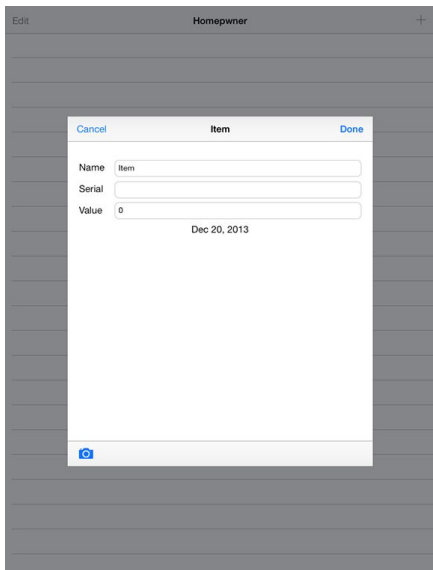 Edit Homepwner +
Cancel Item Done
Name Item
Serial
Value 0
Dec 20, 2013